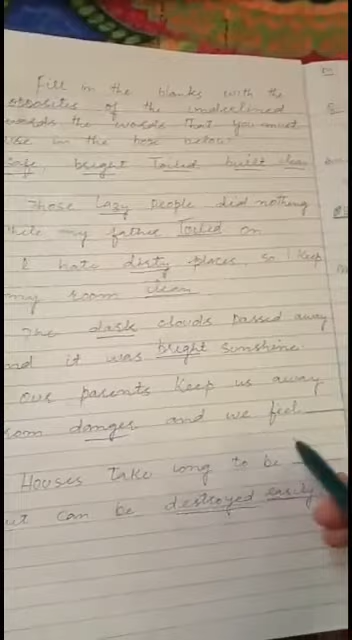 Fill in the blanks with the
opposites of the underlined
words the words that you must
use in the box below
safe, bright Toiled built clean
Those Lazy People did nothing
while my father Toiled on
I hate dirty places, so I keep
my room clean
The dark clouds passed away
and it was bright sunshine.
Our parents keep us away
from danger and we feel
Houses take long to be
but can be destroyed easily